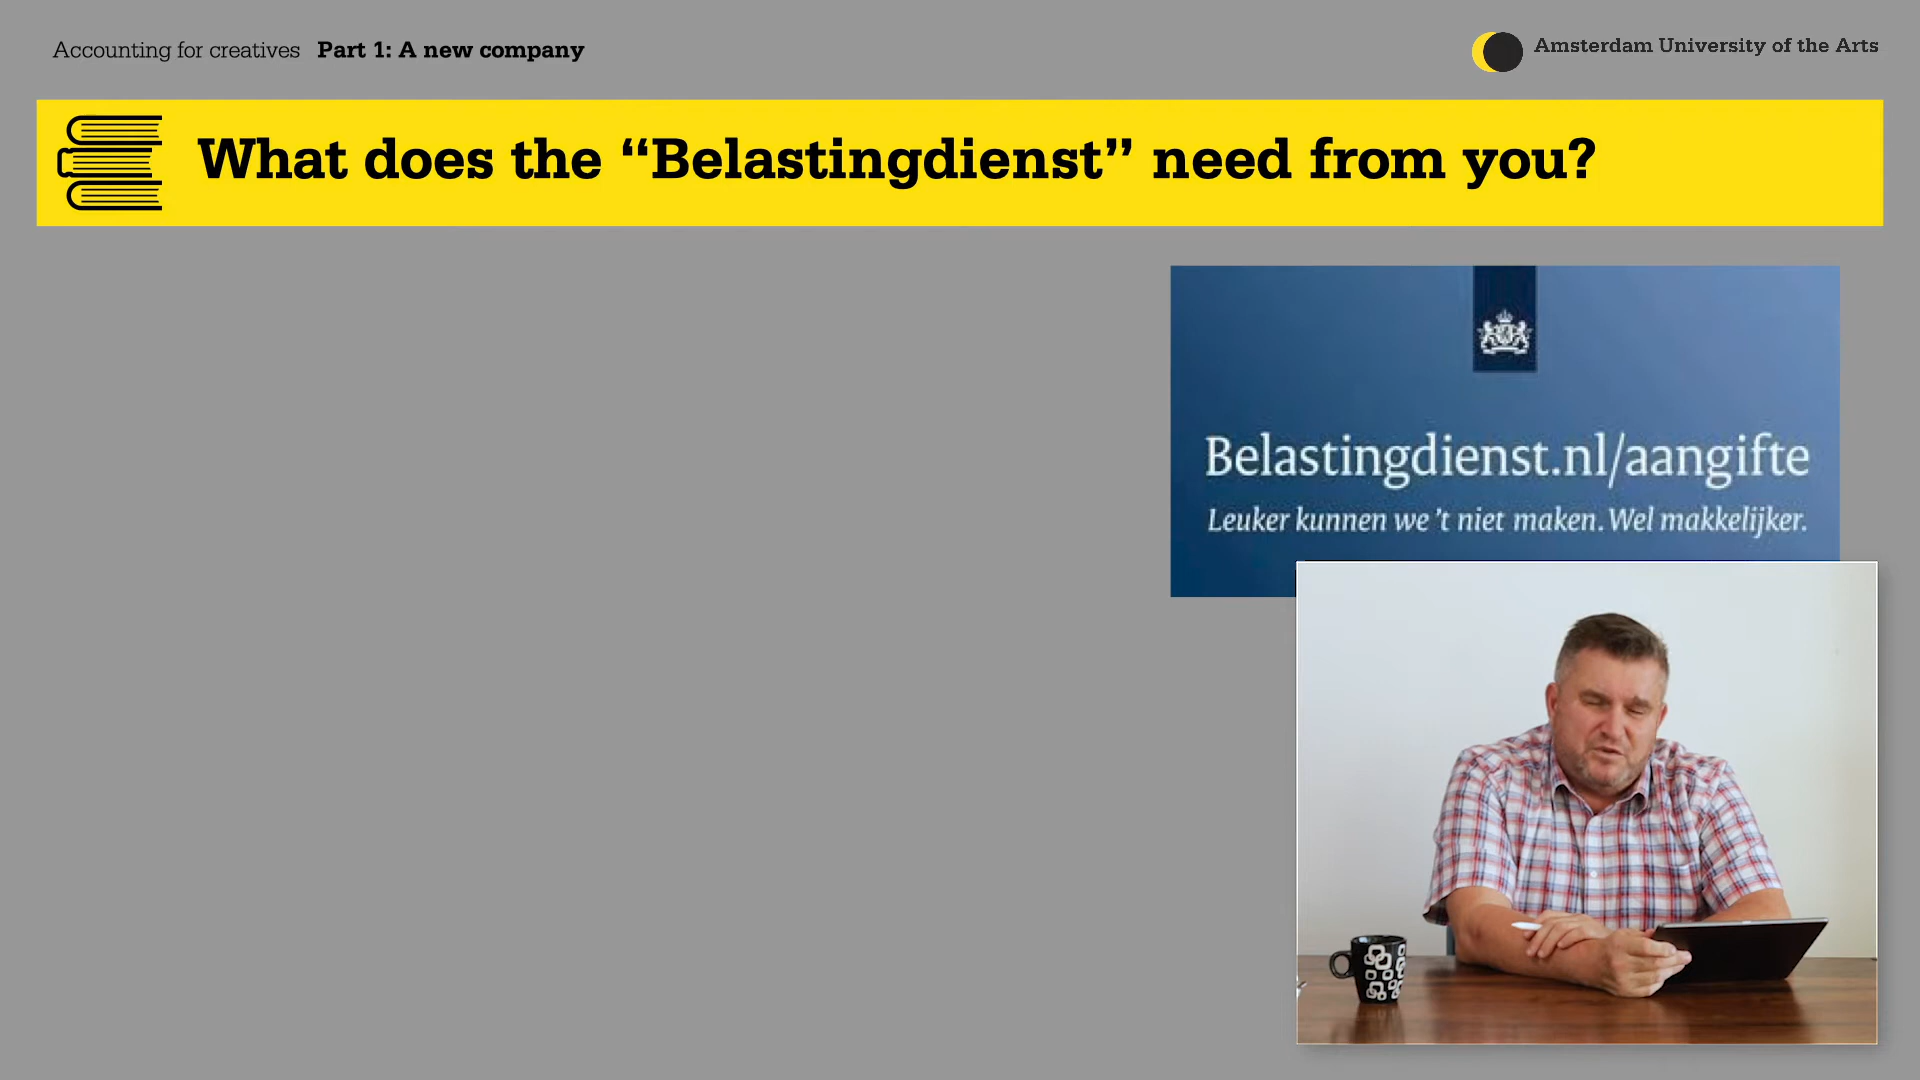 Accounting for creatives Part 1: A new company
Amsterdam University of the Arts
What does the “Belastingdienst” need from you?
Belastingdienst.nl/aangifte
Leuker kunnen we ’t niet maken. Wel makkelijker.